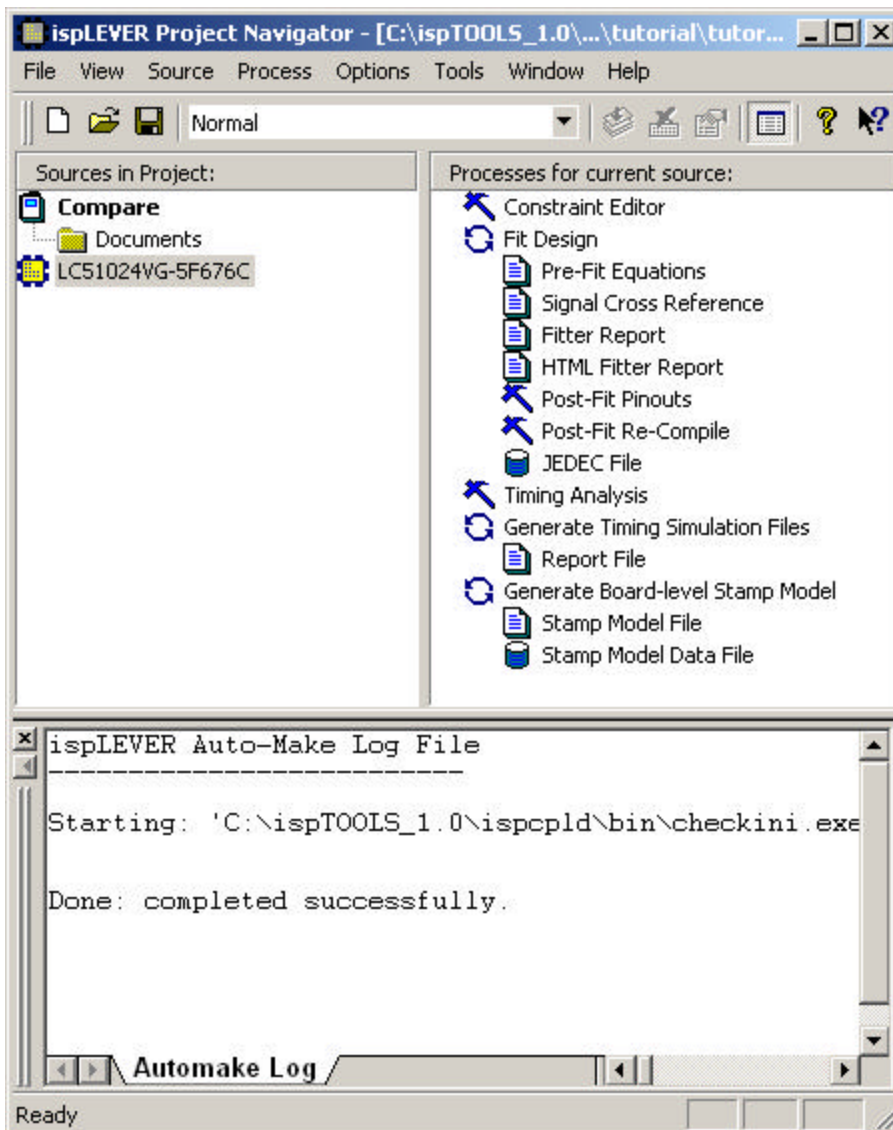 ispLEVER Project Navigator - [C:\ispTOOLS_1.0\...\tutorial\tutor...
File View Source Process Options Tools Window Help
Normal
Sources in Project:
Compare
Documents
LC51024VG-5F676C
Processes for current source:
Constraint Editor
Fit Design
Pre-Fit Equations
Signal Cross Reference
Fitter Report
HTML Fitter Report
Post-Fit Pinouts
Post-Fit Re-Compile
JEDEC File
Timing Analysis
Generate Timing Simulation Files
Report File
Generate Board-level Stamp Model
Stamp Model File
Stamp Model Data File
ispLEVER Auto-Make Log File
---------------------------
Starting: 'C:\ispTOOLS_1.0\ispcpld\bin\checkini.exe
Done: completed successfully.
Automake Log
Ready